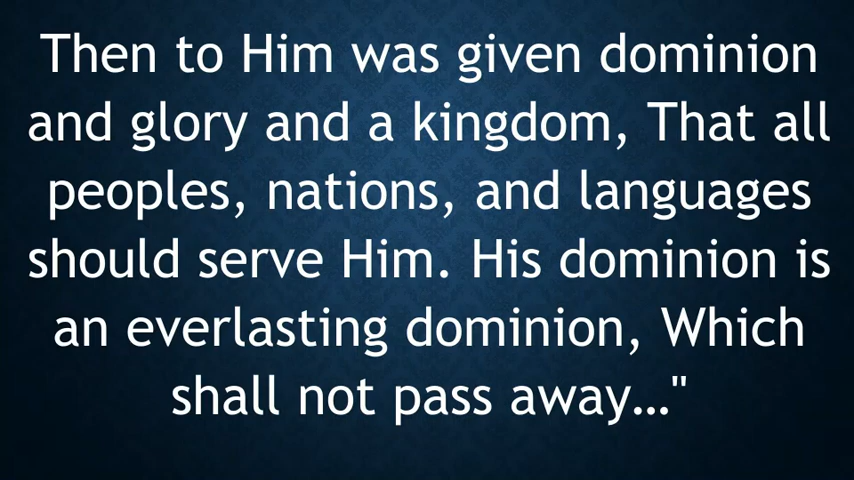 Then to Him was given dominion
and glory and a kingdom, That all
peoples, nations, and languages
should serve Him. His dominion is
an everlasting dominion, Which
shall not pass away..."